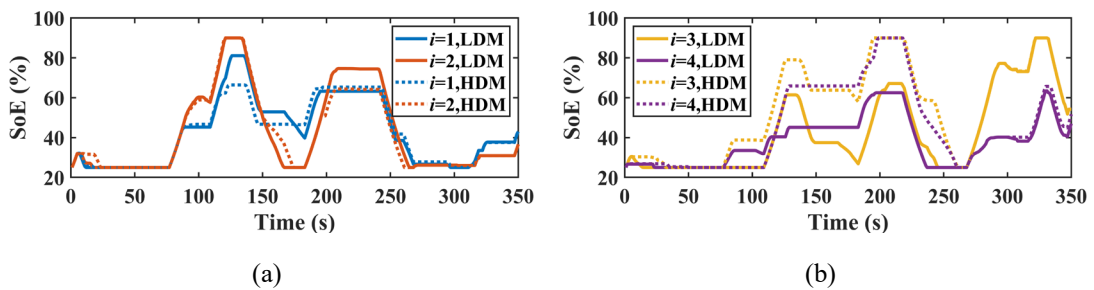 100
80
60
40
20
SoE (%)
i=1,LDM
i=2,LDM
i=1,HDM
i=2,HDM
0 50 100 150 200 250 300 350
Time (s)
(a)
100
80
60
40
20
SoE (%)
i=3,LDM
i=4,LDM
i=3,HDM
i=4,HDM
0 50 100 150 200 250 300 350
Time (s)
(b)